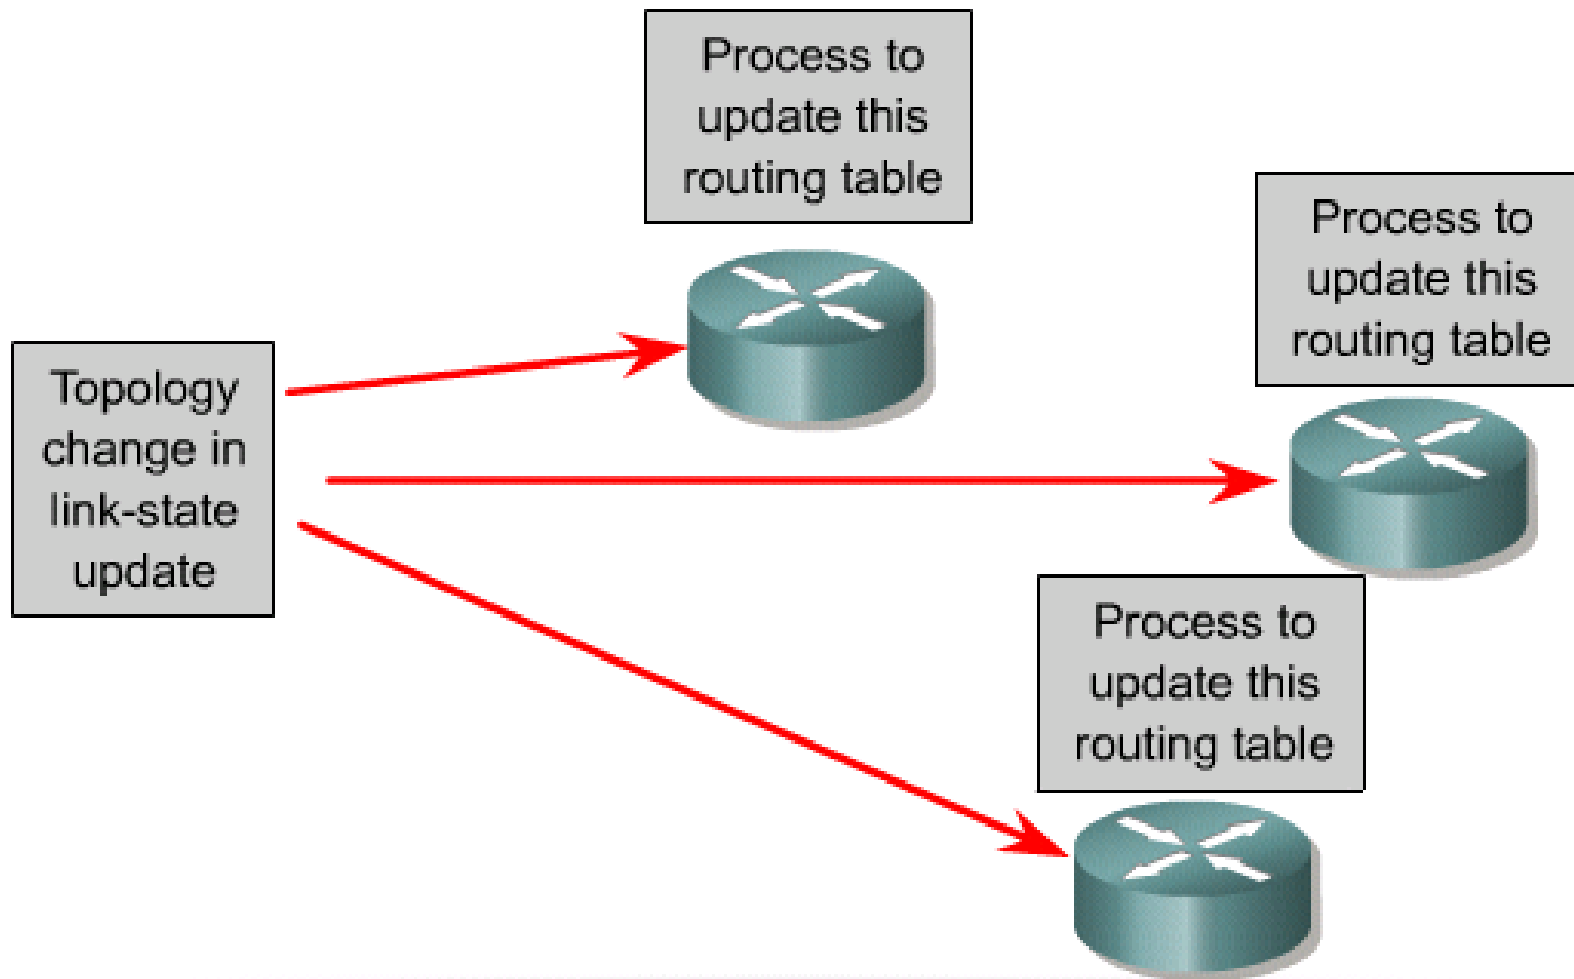 Process to
update this
routing table
Process to
update this
routing table
Topology
change in
link-state
update
Process to
update this
routing table